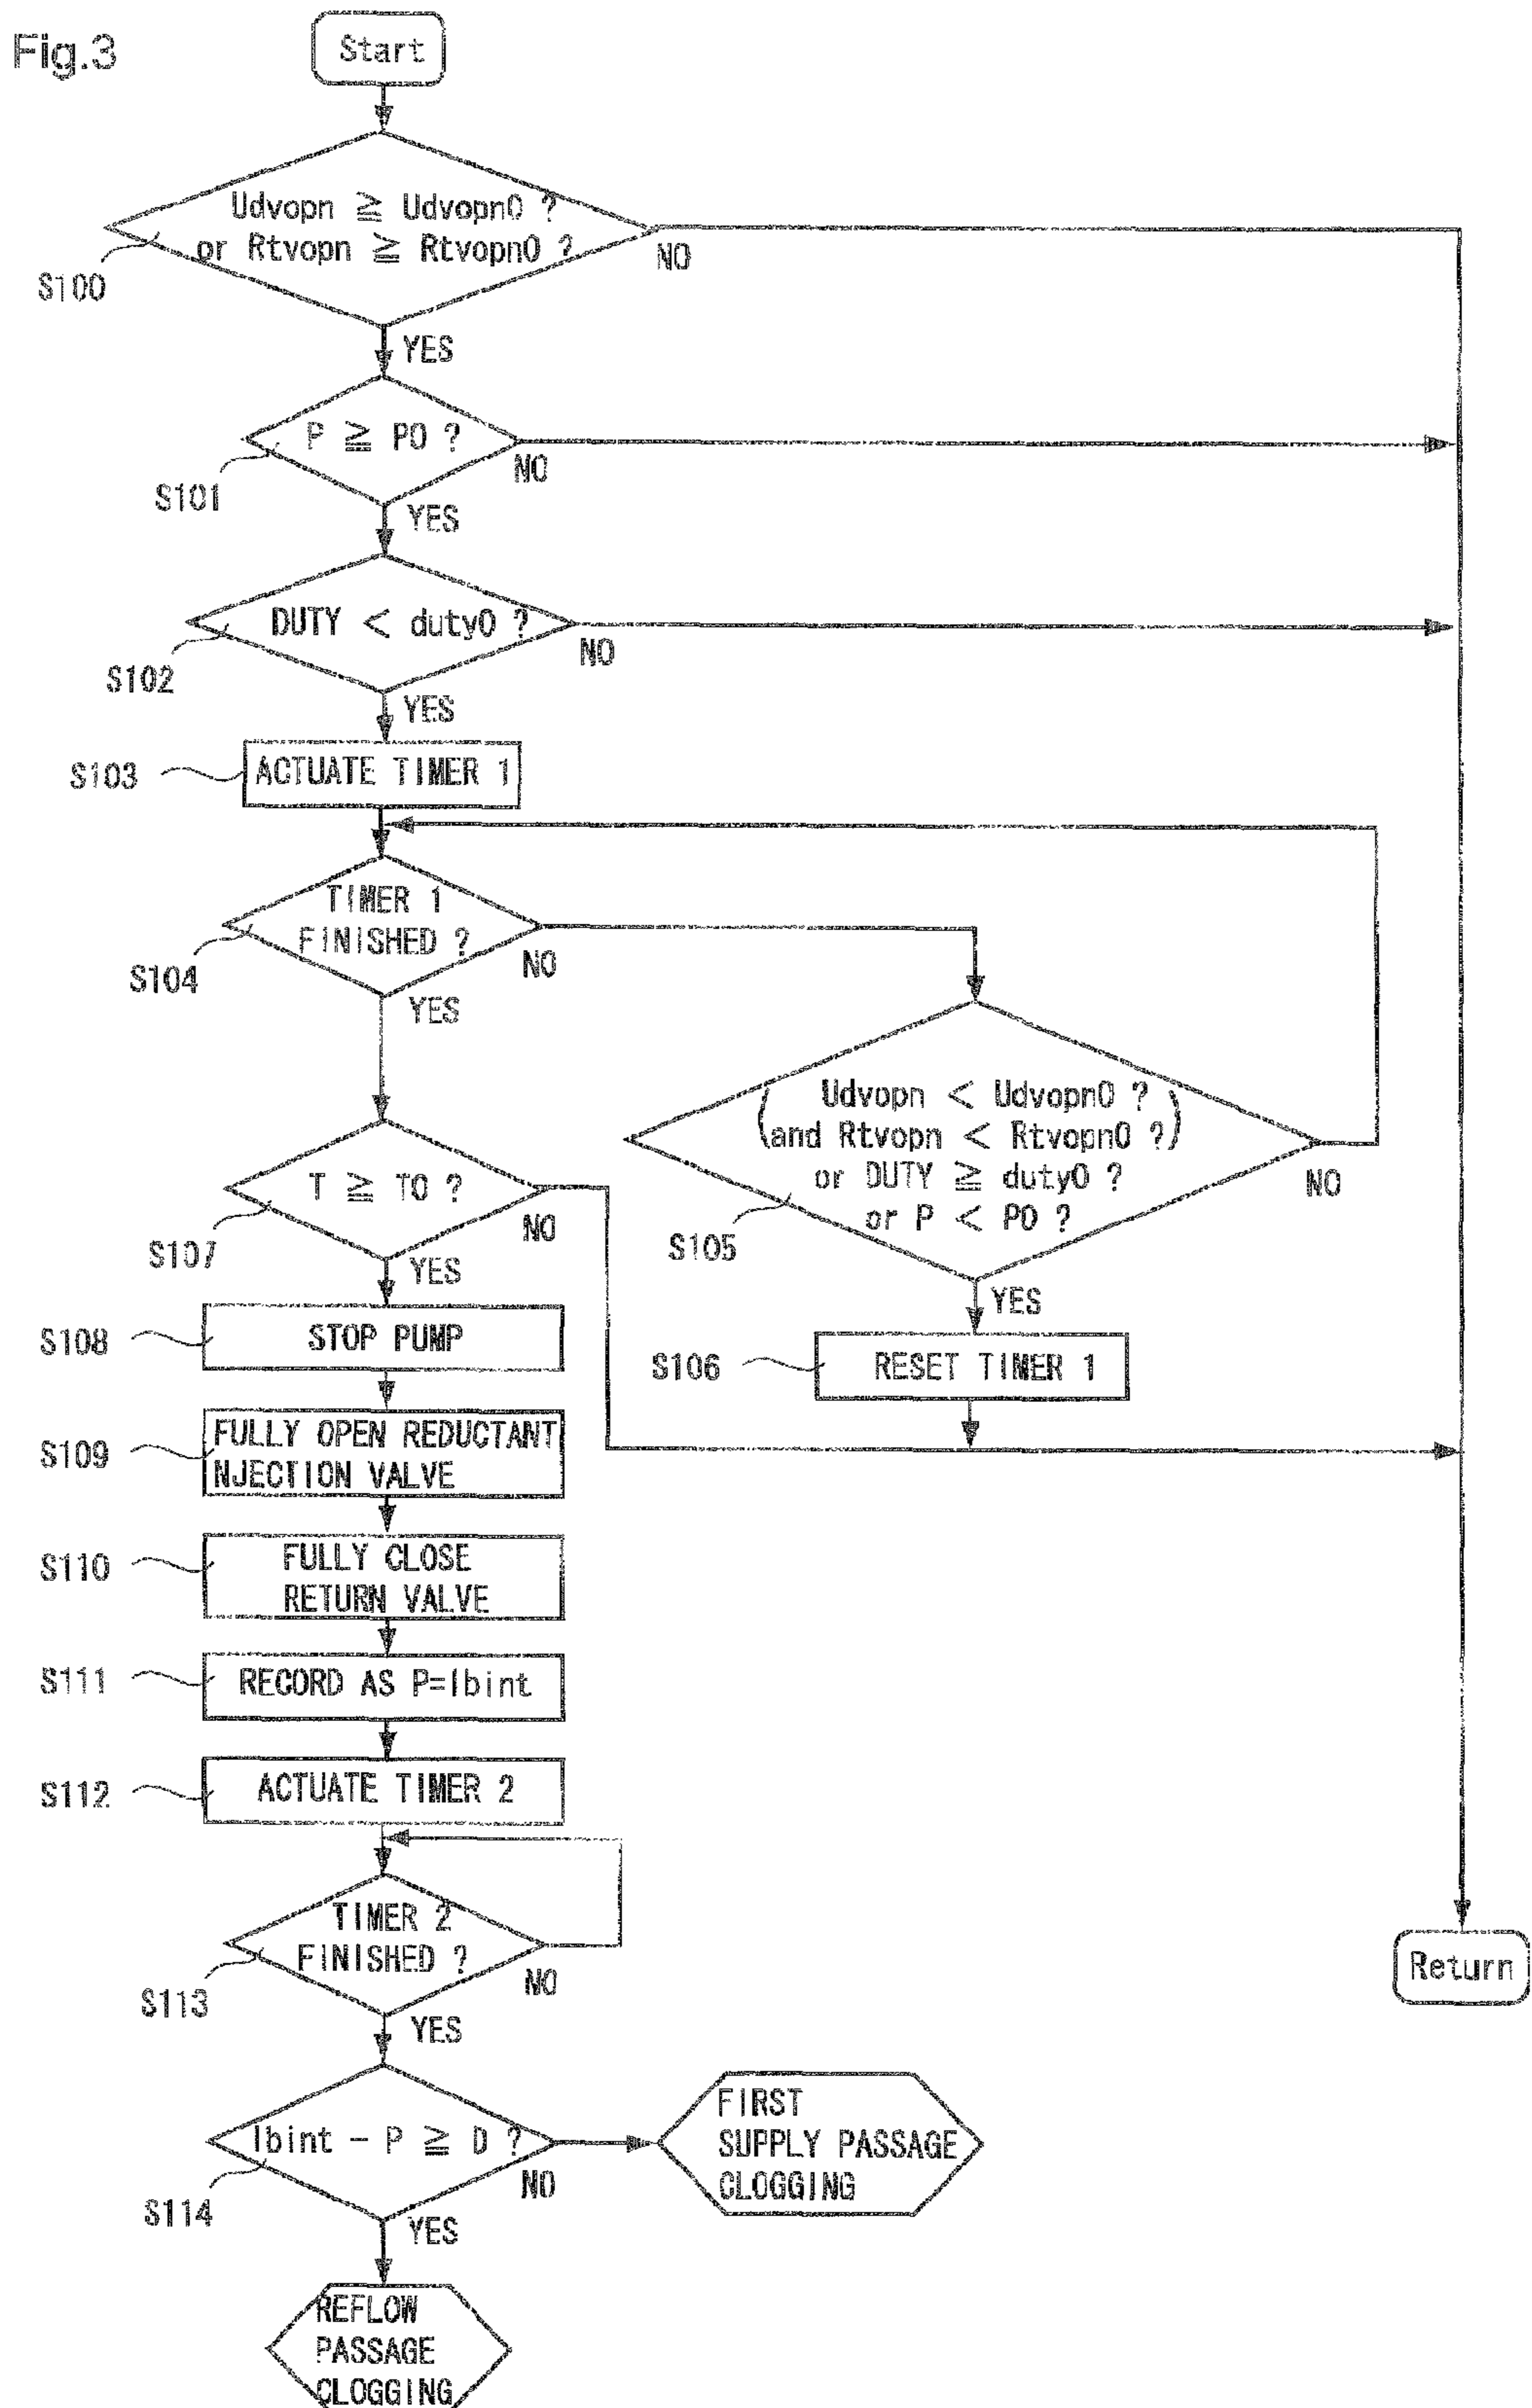 Fig.3
Start
Udvopn ≧ Udvopn0 ?
or Rtvopn ≧ Rtvopn0 ?
S100
NO
YES
P ≧ P0 ?
S101
NO
YES
DUTY < duty0 ?
S102
NO
YES
S103
ACTUATE TIMER 1
TIMER 1
FINISHED ?
S104
NO
YES
Udvopn < Udvopn0 ?
(and Rtvopn < Rtvopn0 ?)
or DUTY ≧ duty0 ?
or P < P0 ?
S105
NO
YES
S106
RESET TIMER 1
T ≧ T0 ?
S107
NO
YES
S108
STOP PUMP
S109
FULLY OPEN REDUCTANT
NJECTION VALVE
S110
FULLY CLOSE
RETURN VALVE
S111
RECORD AS P=Ibint
S112
ACTUATE TIMER 2
TIMER 2
FINISHED ?
S113
NO
YES
Return
Ibint − P ≧ D ?
S114
NO
YES
FIRST
SUPPLY PASSAGE
CLOGGING
REFLOW
PASSAGE
CLOGGING